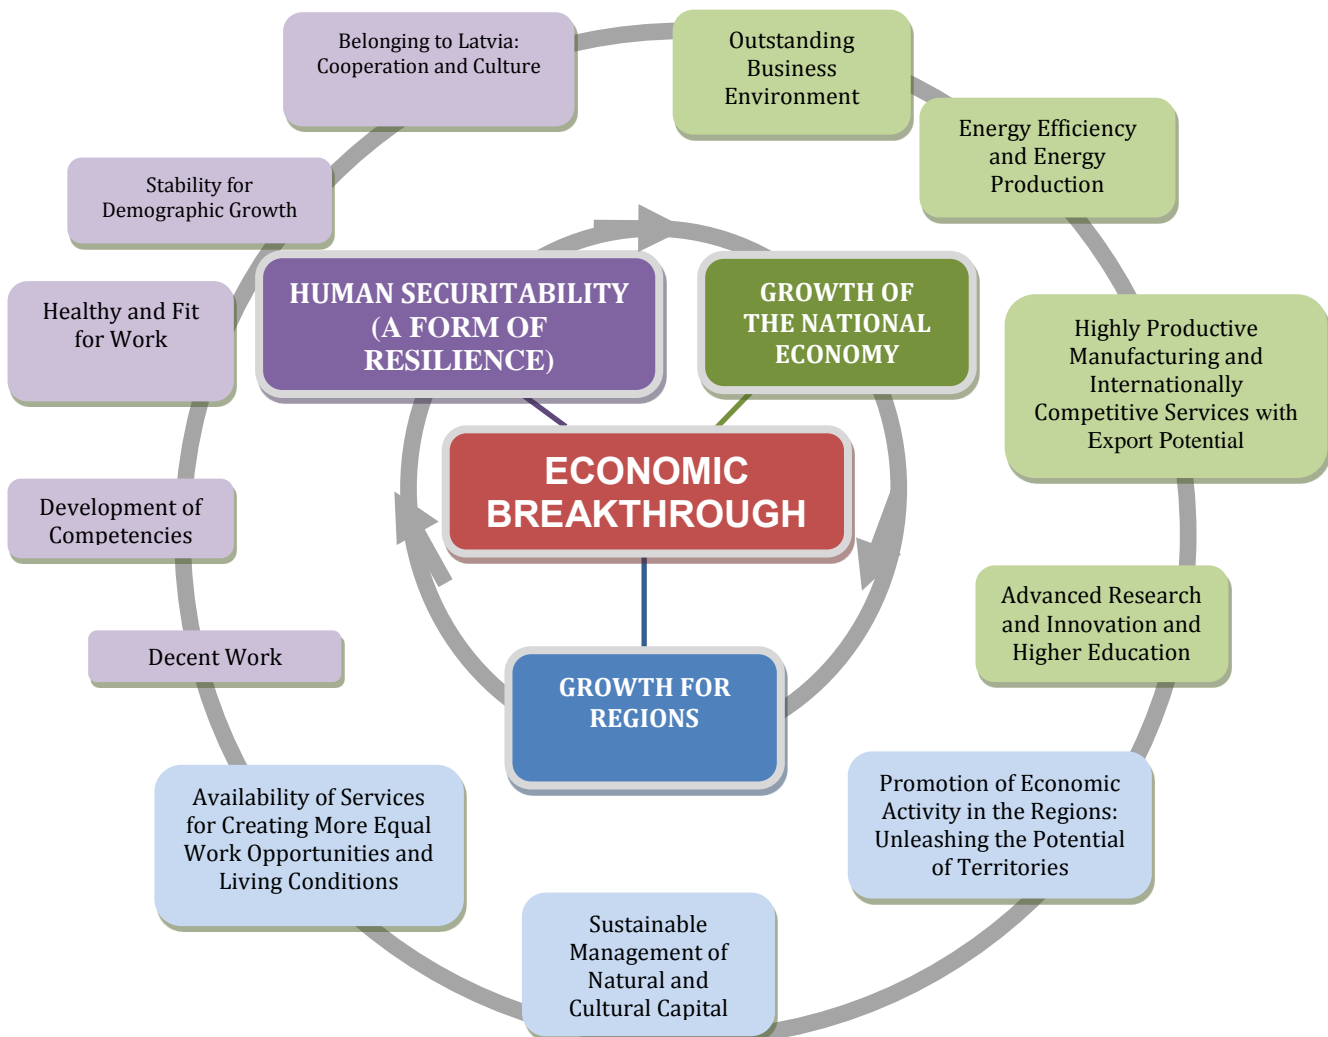 Belonging to Latvia:
Cooperation and Culture
Outstanding
Business
Environment
Energy Efficiency
and Energy
Production
Stability for
Demographic Growth
HUMAN SECURITABILITY
(A FORM OF
RESILIENCE)
GROWTH OF
THE NATIONAL
ECONOMY
Healthy and Fit
for Work
Highly Productive
Manufacturing and
Internationally
Competitive Services with
Export Potential
ECONOMIC
BREAKTHROUGH
Development of
Competencies
Advanced Research
and Innovation and
Higher Education
Decent Work
GROWTH FOR
REGIONS
Availability of Services
for Creating More Equal
Work Opportunities and
Living Conditions
Promotion of Economic
Activity in the Regions:
Unleashing the Potential
of Territories
Sustainable
Management of
Natural and
Cultural Capital